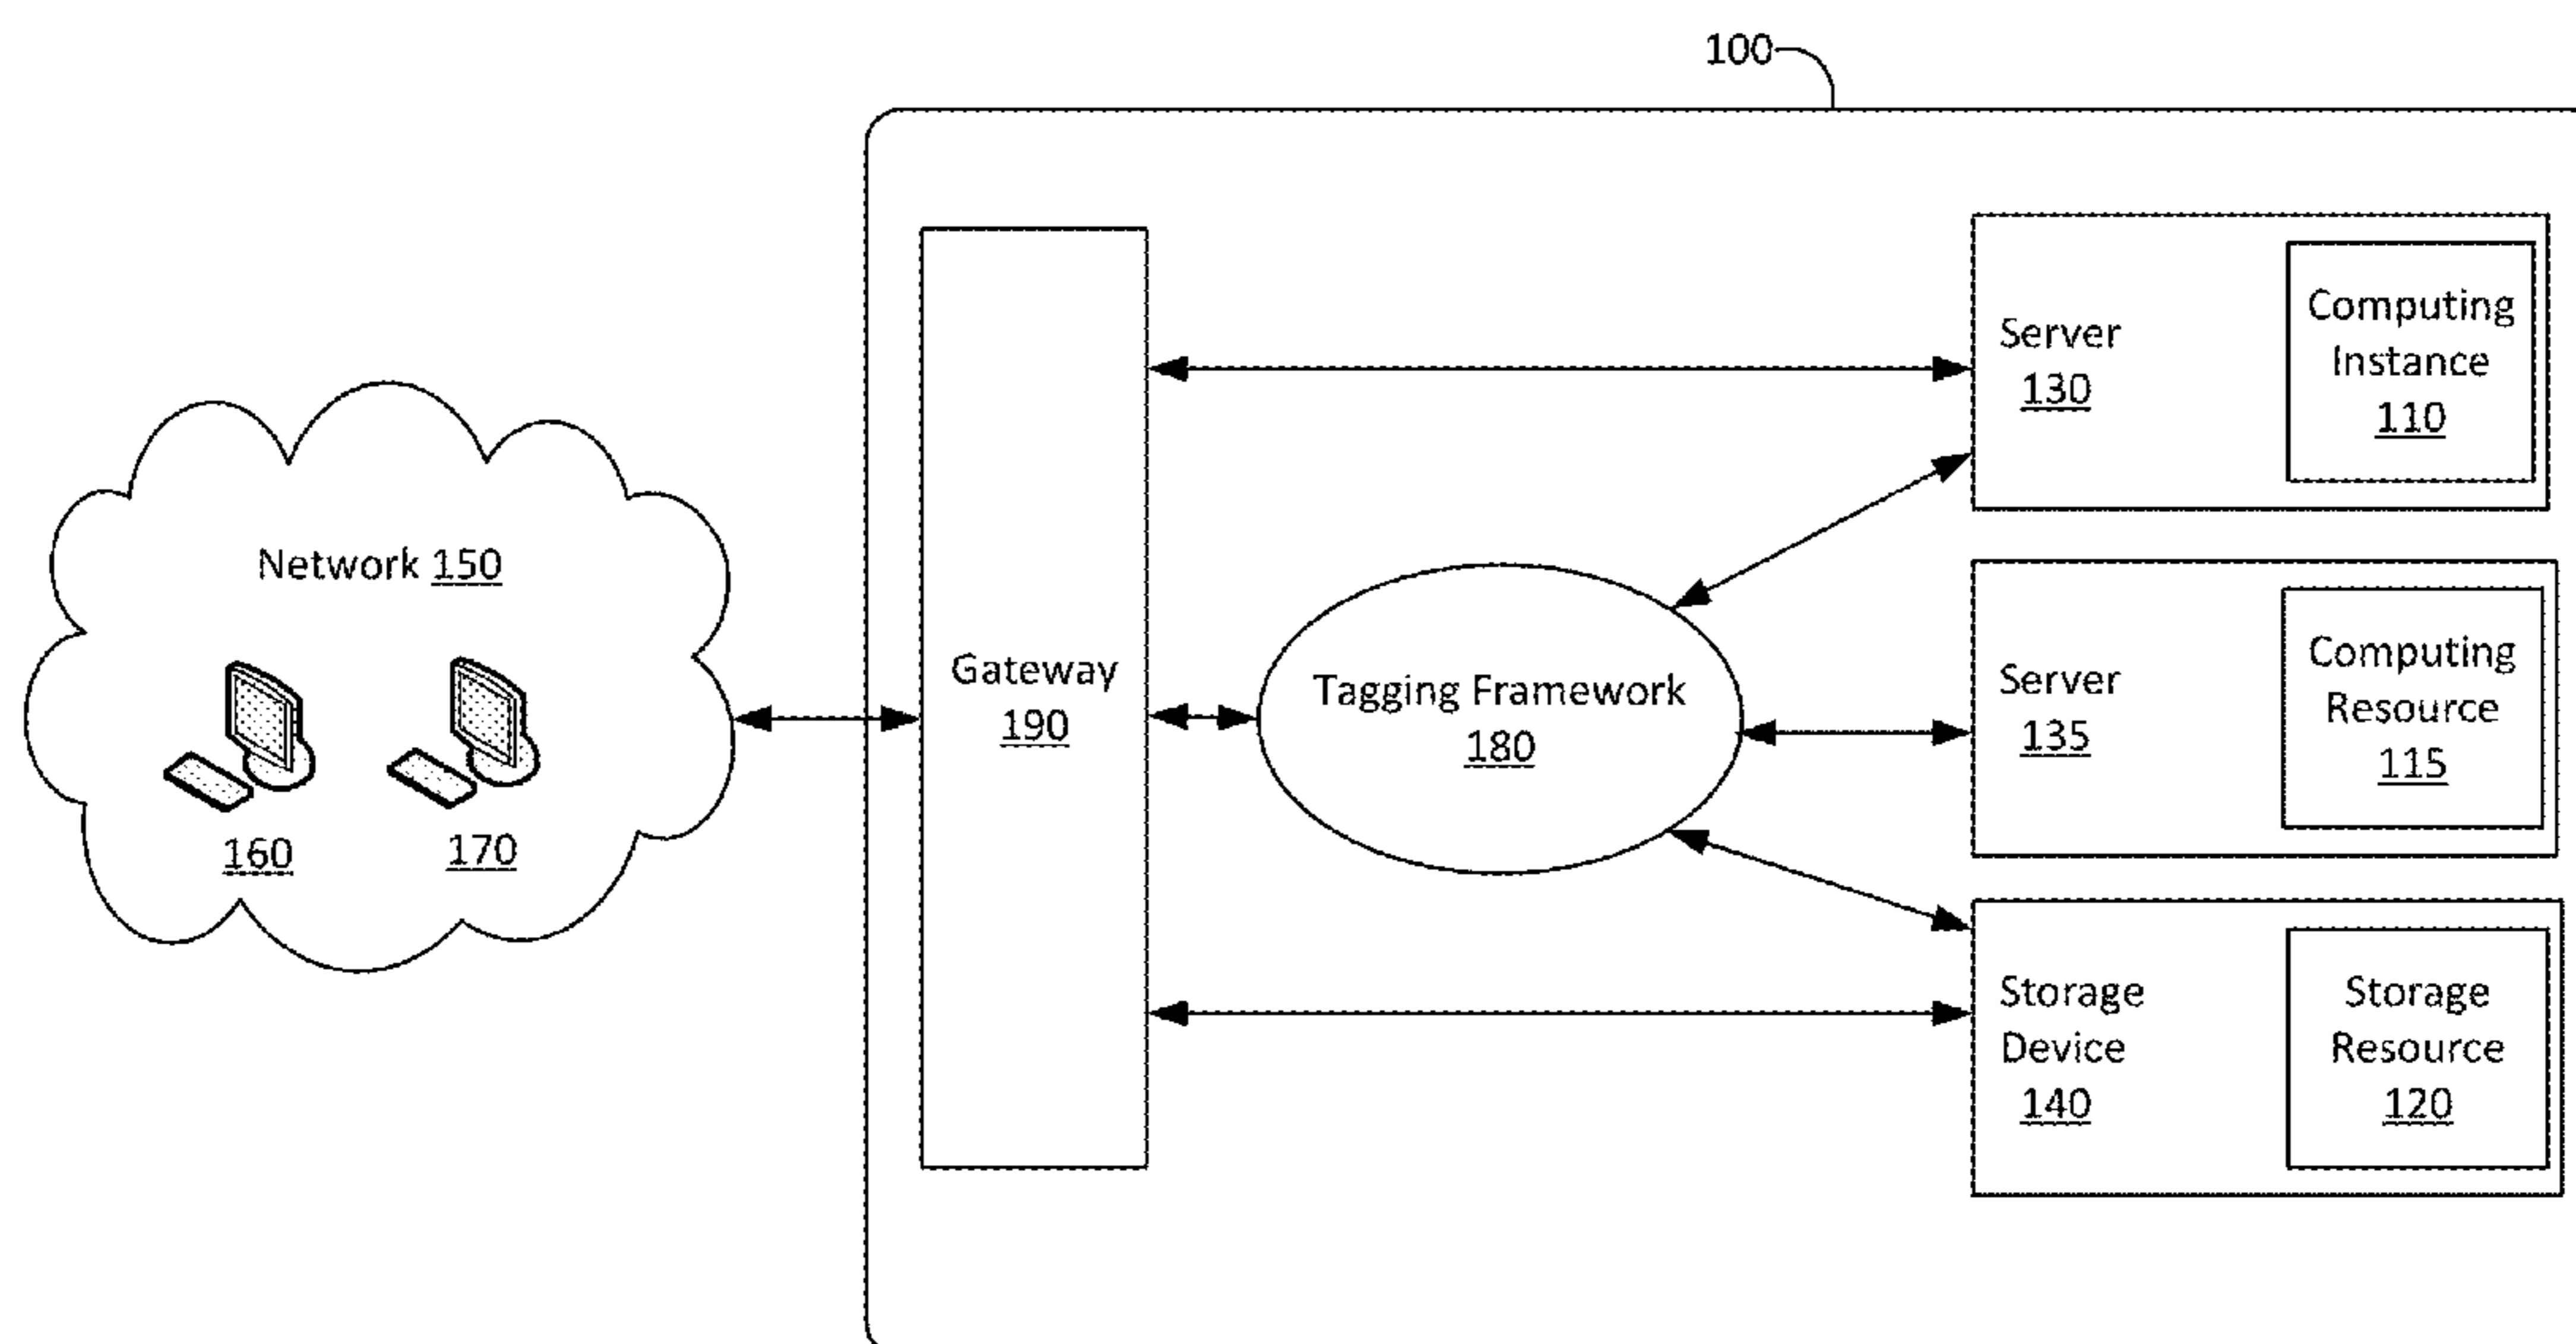 100
Server
130
Computing
Instance
110
Network 150
160
170
Gateway
190
Tagging Framework
180
Server
135
Computing
Resource
115
Storage
Device
140
Storage
Resource
120